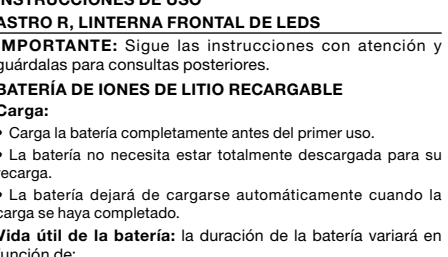 INSTRUCCIONES DE USO
ASTRO R, LINTERNA FRONTAL DE LEDS
IMPORTANTE: Sigue las instrucciones con atención y
guárdalas para consultas posteriores.
BATERÍA DE IONES DE LITIO RECARGABLE
Carga:
• Carga la batería completamente antes del primer uso.
• La batería no necesita estar totalmente descargada para su
recarga.
• La batería dejará de cargarse automáticamente cuando la
carga se haya completado.
Vida útil de la batería: la duración de la batería variará en
función de: